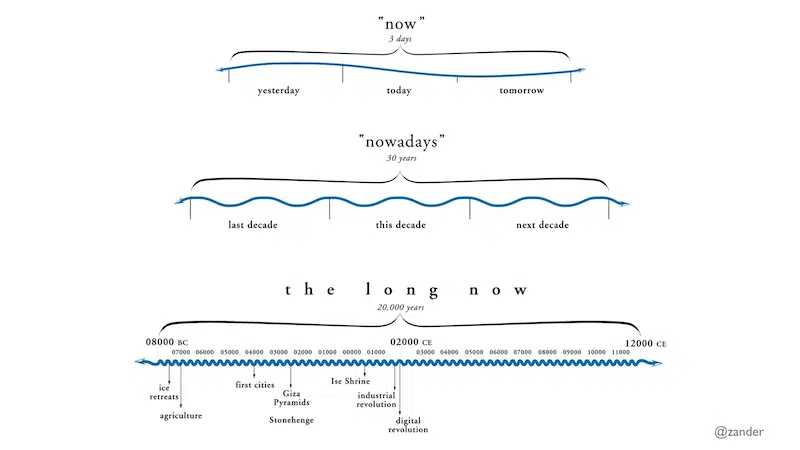 "now"
3 days
yesterday today tomorrow
"nowadays"
30 years
last decade this decade next decade
the long now
20,000 years
08000 BC 02000 CE 12000 CE
07000 06000 05000 04000 03000 02000 01000 00000 01000 03000 04000 05000 06000 07000 08000 09000 10000 11000
ice
retreats
agriculture
first cities
Giza
Pyramids
Stonehenge
Ise Shrine
industrial
revolution
digital
revolution
@zander